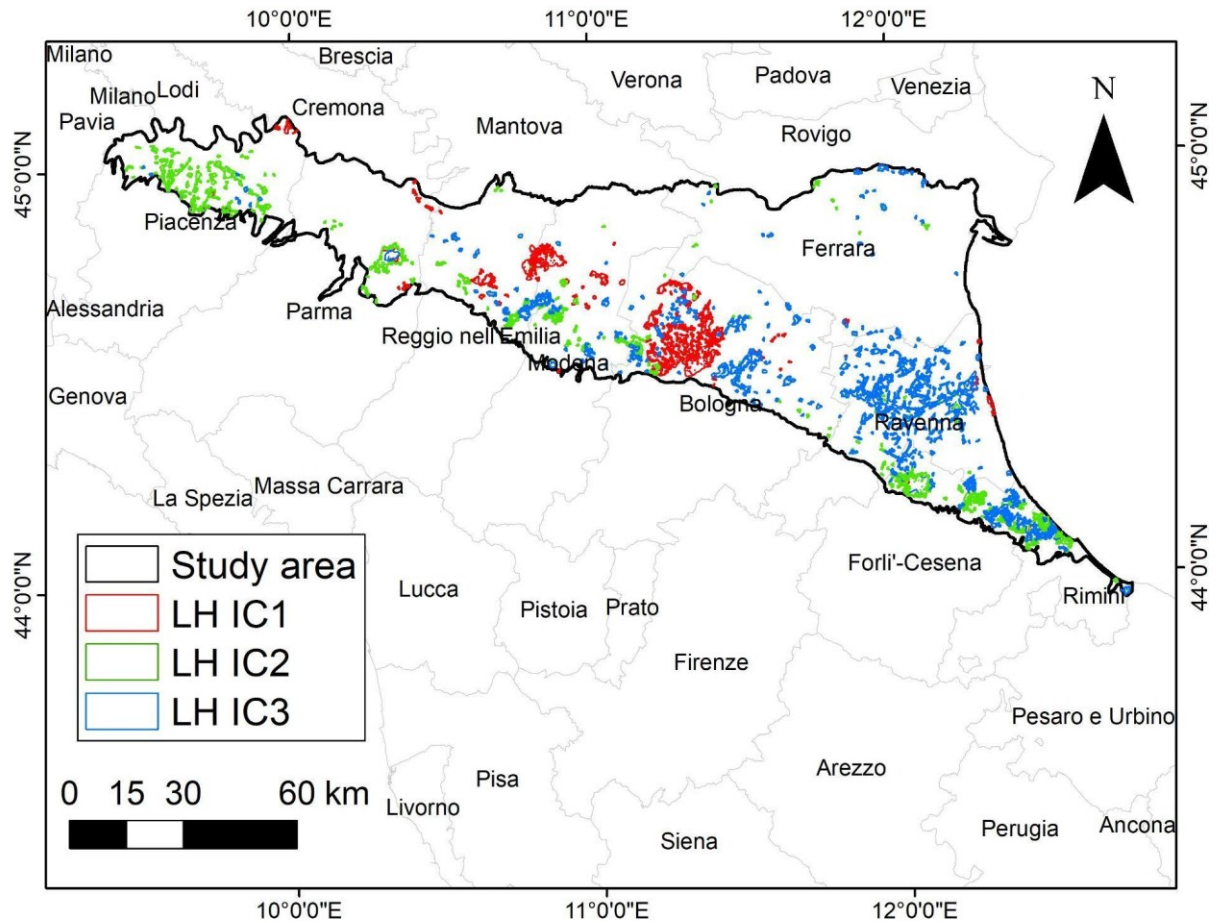 10°0'0"E
11°0'0"E
12°0'0"E
Milano
Brescia
Verona
Padova
Venezia
Milano
Lodi
Cremona
Pavia
Mantova
Rovigo
N
45°0'0"N
45°0'0"N
Piacenza
Ferrara
Alessandria
Parma
Reggio nell'Emilia
Modena
Genova
Bologna
Ravenna
La Spezia
Massa Carrara
Forli'-Cesena
Study area
LH IC1
LH IC2
LH IC3
Lucca
Pistoia
Prato
Rimini
44°0'0"N
44°0'0"N
Firenze
Pesaro e Urbino
Pisa
Arezzo
0 15 30 60 km
Livorno
Siena
Perugia
Ancona
10°0'0"E
11°0'0"E
12°0'0"E